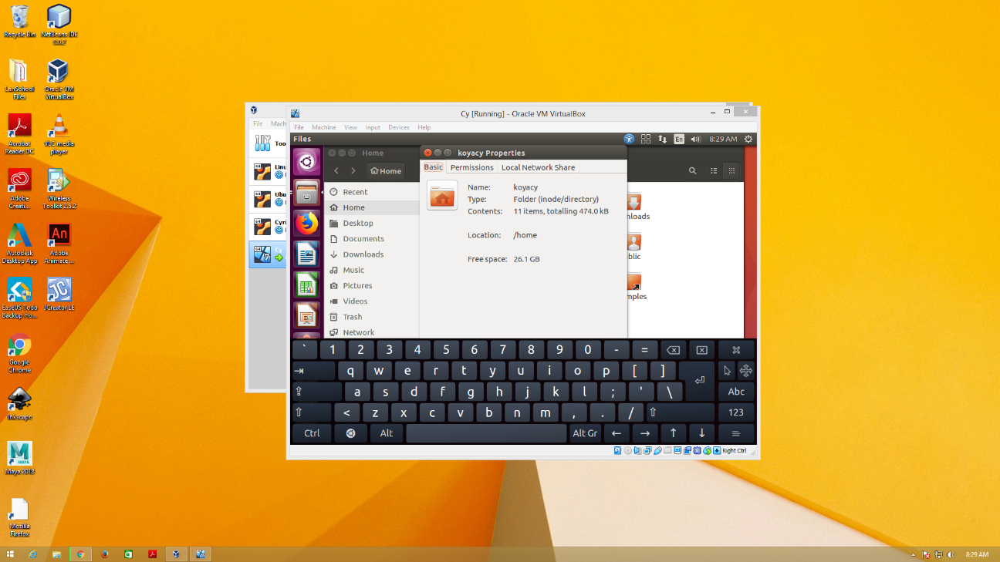 Recycle Bin
NetBeans IDE
8.0.2
LanSchool
Files
Oracle VM
VirtualBox
Acrobat
Reader DC
VLC media
player
Adobe
Creati...
Wireless
Toolkit 2.5.2
Autodesk
Desktop App
Adobe
Animate ...
EaseUS Todo
Backup Ho...
JCreator LE
Google
Chrome
Inkscape
Maya 2018
Mozilla
Firefox
File Mach
Too
Linu
Ubu
Cyri
Cy
Cy [Running] - Oracle VM VirtualBox
File Machine View Input Devices Help
Files
En
8:29 AM
Home
Home
Recent
Home
Desktop
Documents
Downloads
Music
Pictures
Videos
Trash
Network
koyacy Properties
Basic Permissions Local Network Share
Name: koyacy
Type: Folder (inode/directory)
Contents: 11 items, totalling 474.0 kB
Location: /home
Free space: 26.1 GB
nloads
blic
mples
` 1 2 3 4 5 6 7 8 9 0 - =
q w e r t y u i o p [ ]
a s d f g h j k l ; ' \ Abc
< z x c v b n m , . / 123
Ctrl Alt Alt Gr
Right Ctrl
8:29 AM